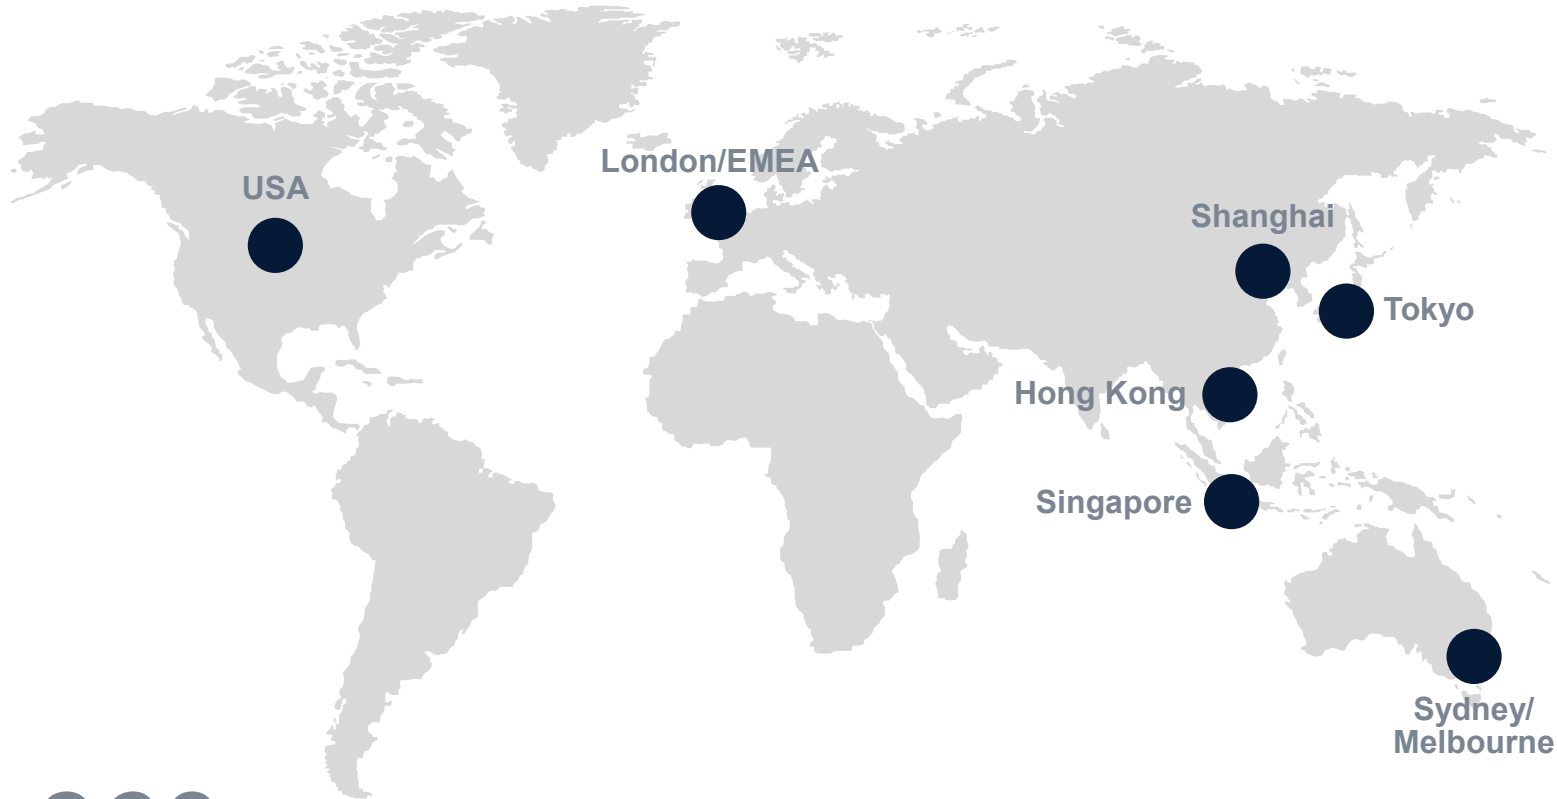 London/EMEA
USA
Shanghai
Tokyo
Hong Kong
Singapore
Sydney/
Melbourne